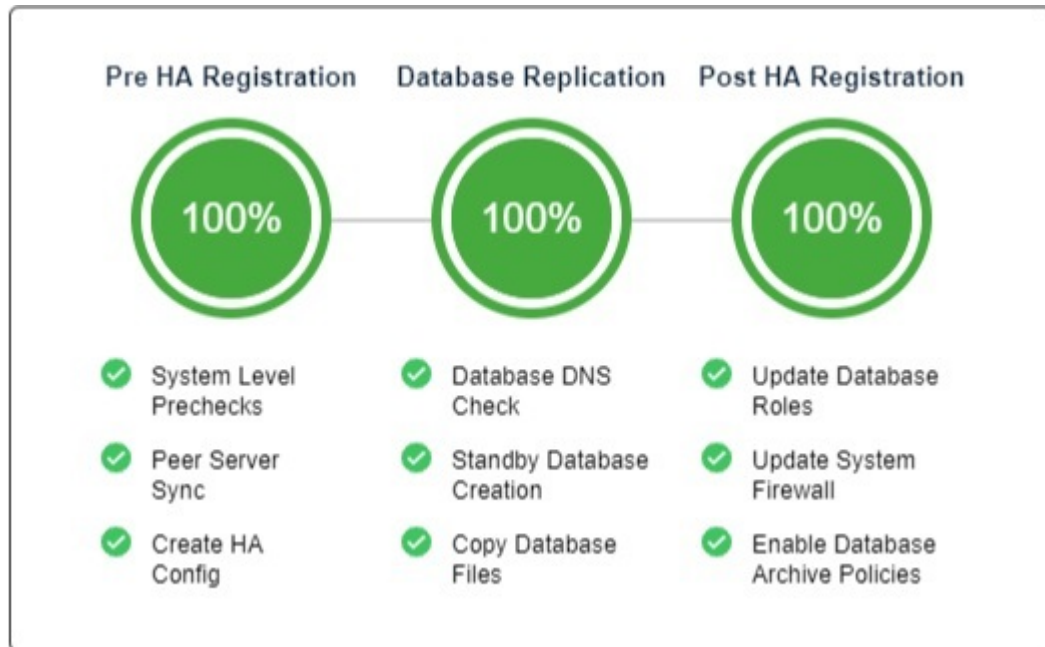 Pre HA Registration
Database Replication
Post HA Registration
100%
100%
100%
System Level
Prechecks
Peer Server
Sync
Create HA
Config
Database DNS
Check
Standby Database
Creation
Copy Database
Files
Update Database
Roles
Update System
Firewall
Enable Database
Archive Policies